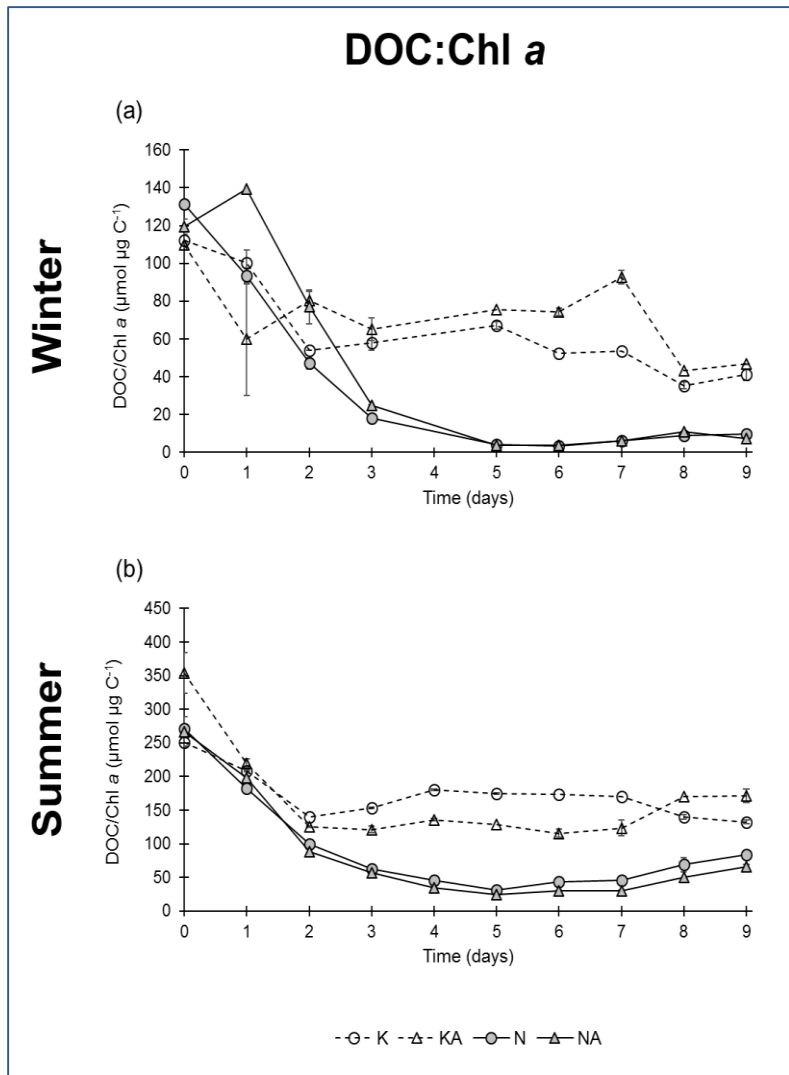 DOC:Chl a
Winter
(a)
DOC/Chl a (µmol µg C⁻¹)
160
140
120
100
80
60
40
20
0
0 1 2 3 4 5 6 7 8 9
Time (days)
Summer
(b)
DOC/Chl a (µmol µg C⁻¹)
450
400
350
300
250
200
150
100
50
0
0 1 2 3 4 5 6 7 8 9
Time (days)
K KA N NA